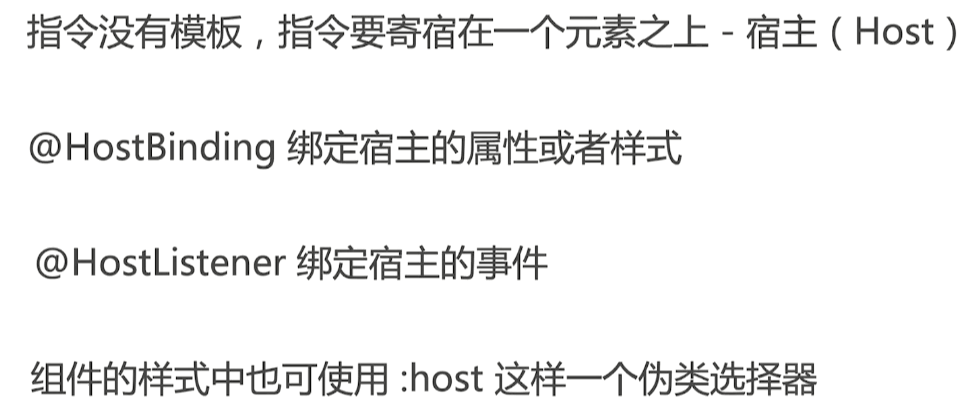 指令没有模板，指令要寄宿在一个元素之上 - 宿主（Host）
@HostBinding 绑定宿主的属性或者样式
@HostListener 绑定宿主的事件
组件的样式中也可使用 :host 这样一个伪类选择器